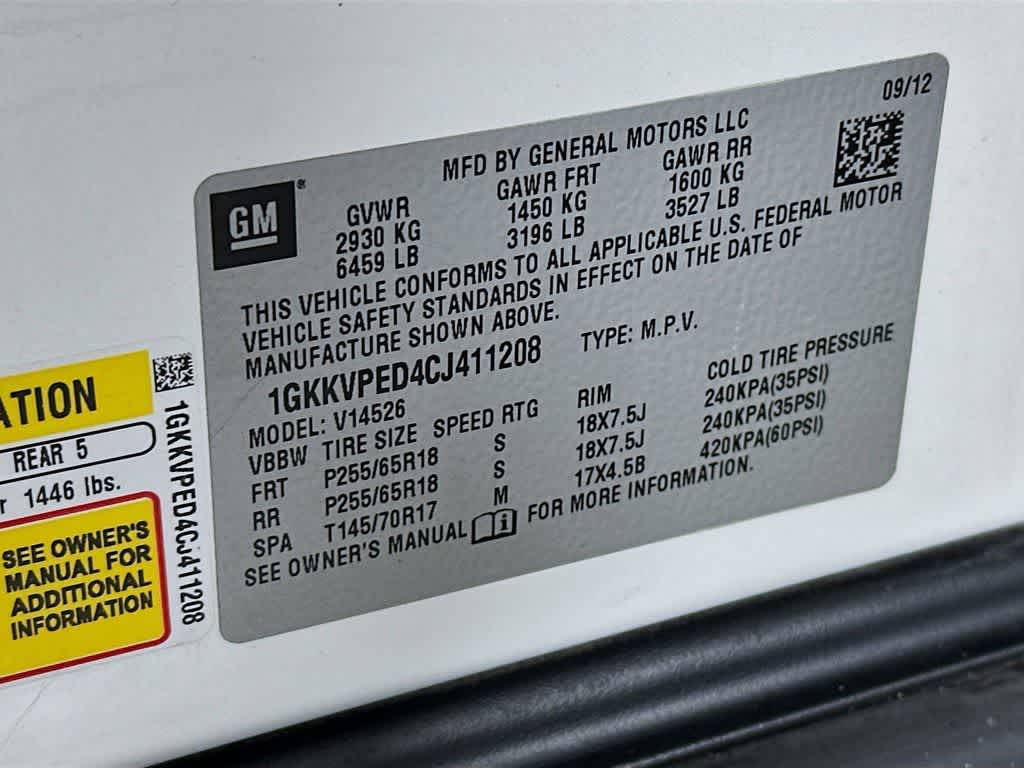 09/12
GM
MFD BY GENERAL MOTORS LLC
GVWR GAWR FRT GAWR RR
2930 KG 1450 KG 1600 KG
6459 LB 3196 LB 3527 LB
THIS VEHICLE CONFORMS TO ALL APPLICABLE U.S. FEDERAL MOTOR
VEHICLE SAFETY STANDARDS IN EFFECT ON THE DATE OF
MANUFACTURE SHOWN ABOVE.
1GKKVPED4CJ411208 TYPE: M.P.V.
MODEL: V14526
VBBW TIRE SIZE SPEED RTG RIM COLD TIRE PRESSURE
FRT P255/65R18 S 18X7.5J 240KPA(35PSI)
RR P255/65R18 S 18X7.5J 240KPA(35PSI)
SPA T145/70R17 M 17X4.5B 420KPA(60PSI)
SEE OWNER'S MANUAL i FOR MORE INFORMATION.
ATION
REAR 5
r 1446 lbs.
SEE OWNER'S
MANUAL FOR
ADDITIONAL
INFORMATION
1GKKVPED4CJ411208